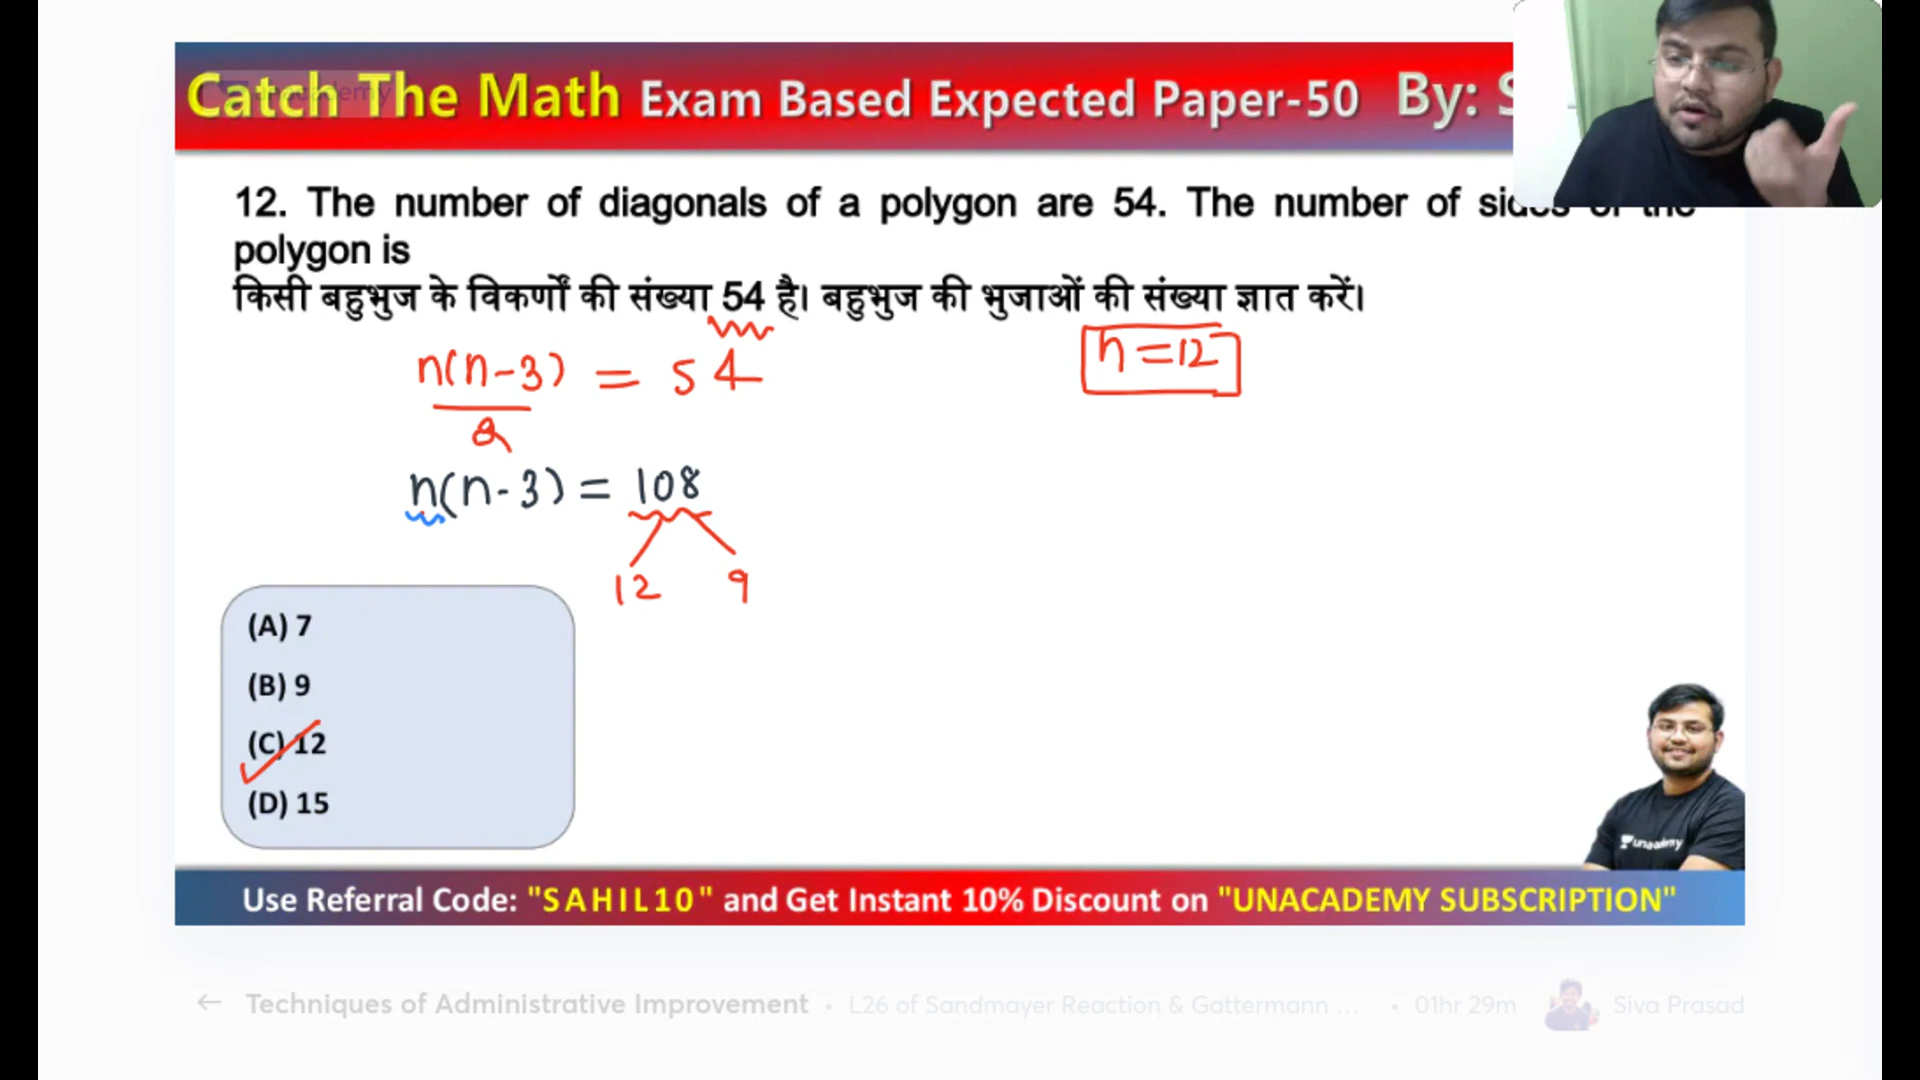 Catch The Math Exam Based Expected Paper-50 By:
12. The number of diagonals of a polygon are 54. The number of sides of the
polygon is
किसी बहुभुज के विकर्णों की संख्या 54 है। बहुभुज की भुजाओं की संख्या ज्ञात करें।
n(n-3) = 54
2
n=12
n(n-3) = 108
12 9
(A) 7
(B) 9
(C) 12
(D) 15
unacademy
Use Referral Code: "SAHIL10" and Get Instant 10% Discount on "UNACADEMY SUBSCRIPTION"
← Techniques of Administrative Improvement • L26 of Sandmayer Reaction & Gattermann ... • 01hr 29m Siva Prasad